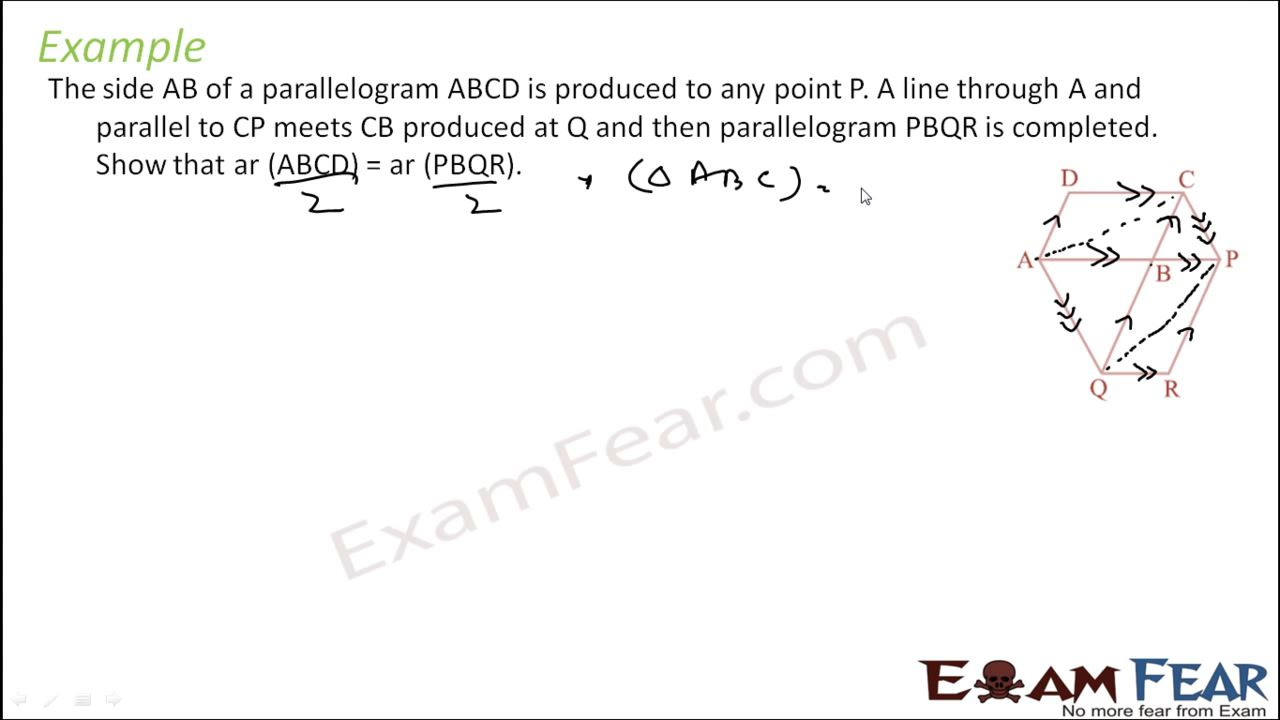 Example
The side AB of a parallelogram ABCD is produced to any point P. A line through A and
parallel to CP meets CB produced at Q and then parallelogram PBQR is completed.
Show that ar (ABCD) = ar (PBQR).
2 2
(Δ ABC) =
D C
A B P
Q R
ExamFear.com
EXAM FEAR
No more fear from Exam